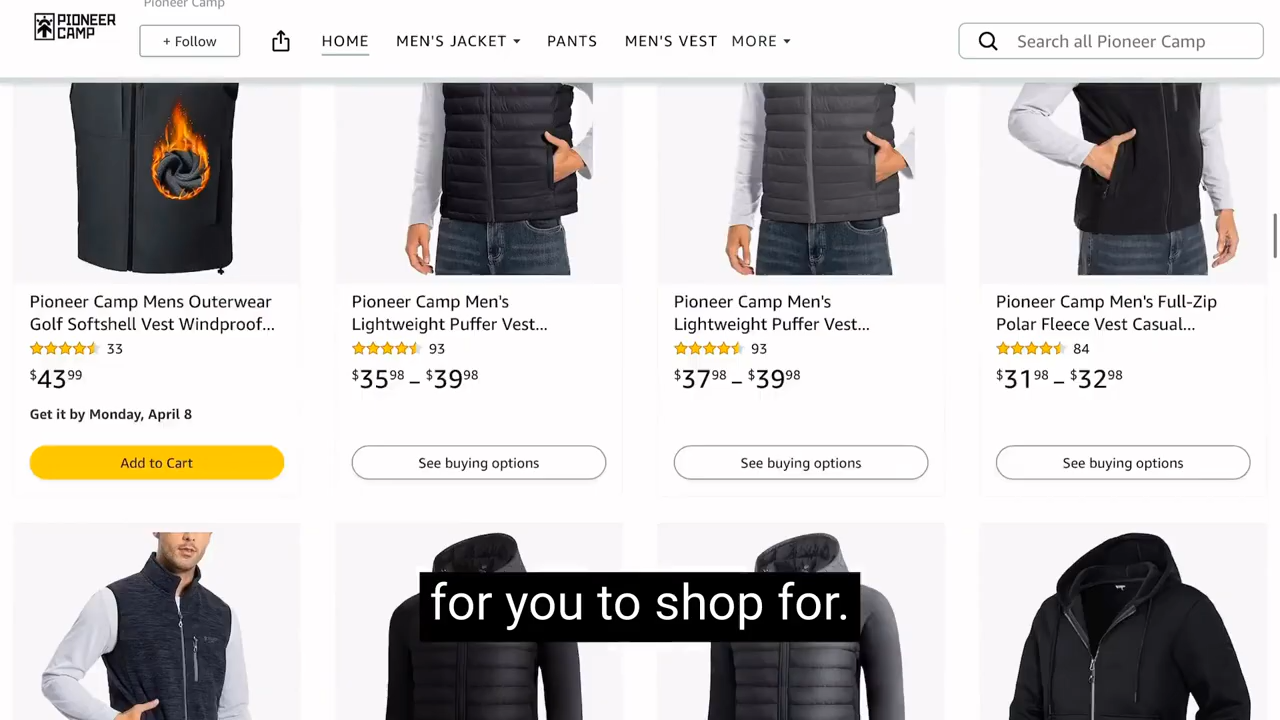 Pioneer Camp
PIONEER
CAMP
+ Follow
HOME
MEN'S JACKET
PANTS
MEN'S VEST
MORE
Search all Pioneer Camp
Pioneer Camp Mens Outerwear
Golf Softshell Vest Windproof...
33
$43.99
Get it by Monday, April 8
Add to Cart
Pioneer Camp Men's
Lightweight Puffer Vest...
93
$35.98 – $39.98
See buying options
Pioneer Camp Men's
Lightweight Puffer Vest...
93
$37.98 – $39.98
See buying options
Pioneer Camp Men's Full-Zip
Polar Fleece Vest Casual...
84
$31.98 – $32.98
See buying options
for you to shop for.